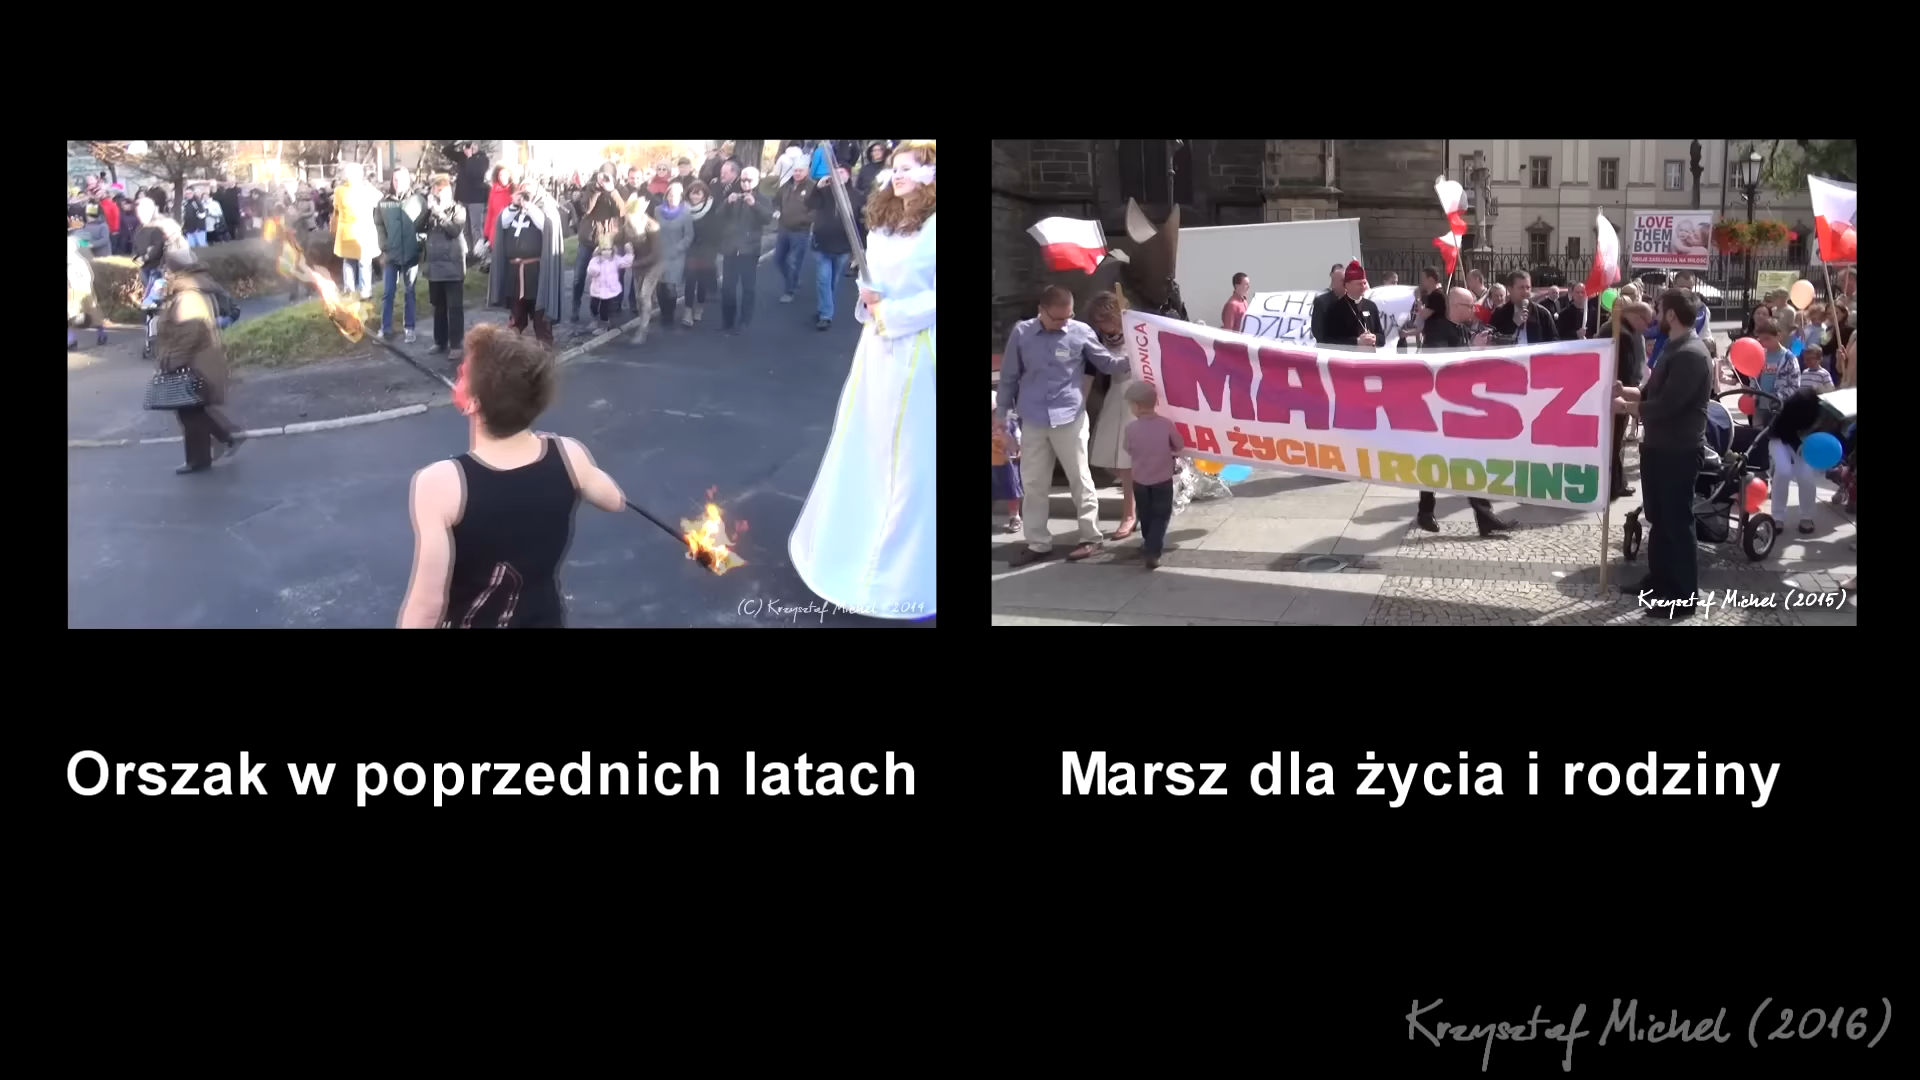 LOVE
THEM
BOTH
MARSZ
ŻYCIA I RODZINY
(C) Krzysztof Michel 2014
Krzysztof Michel (2015)
Orszak w poprzednich latach
Marsz dla życia i rodziny
Krzysztof Michel (2016)